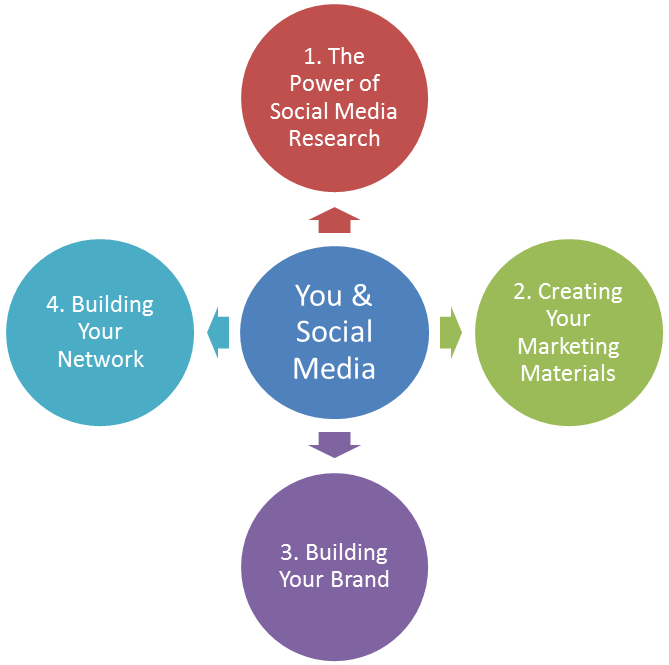 1. The
Power of
Social Media
Research
You &
Social
Media
2. Creating
Your
Marketing
Materials
3. Building
Your Brand
4. Building
Your
Network